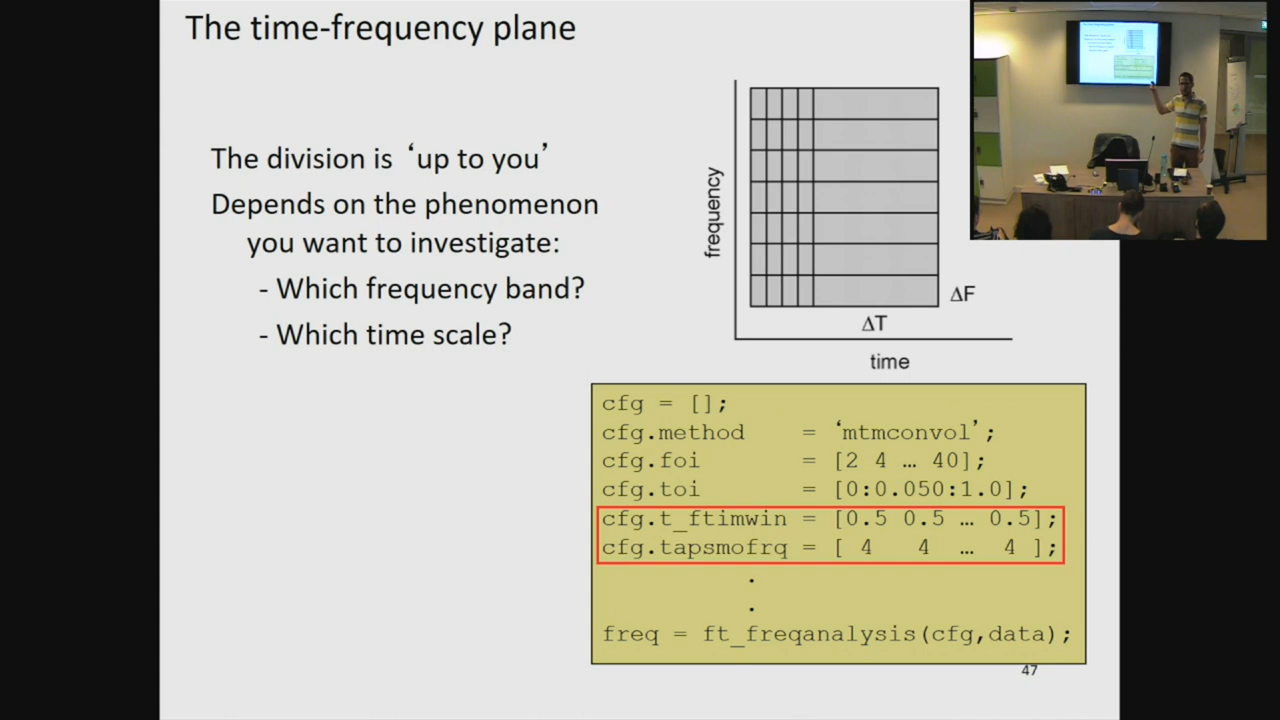 The time-frequency plane
The division is ‘up to you’
Depends on the phenomenon
you want to investigate:
- Which frequency band?
- Which time scale?
frequency
ΔF
ΔT
time
cfg = [];
cfg.method = ‘mtmconvol’;
cfg.foi = [2 4 … 40];
cfg.toi = [0:0.050:1.0];
cfg.t_ftimwin = [0.5 0.5 … 0.5];
cfg.tapsmofrq = [ 4 4 … 4 ];
.
.
freq = ft_freqanalysis(cfg,data);
47